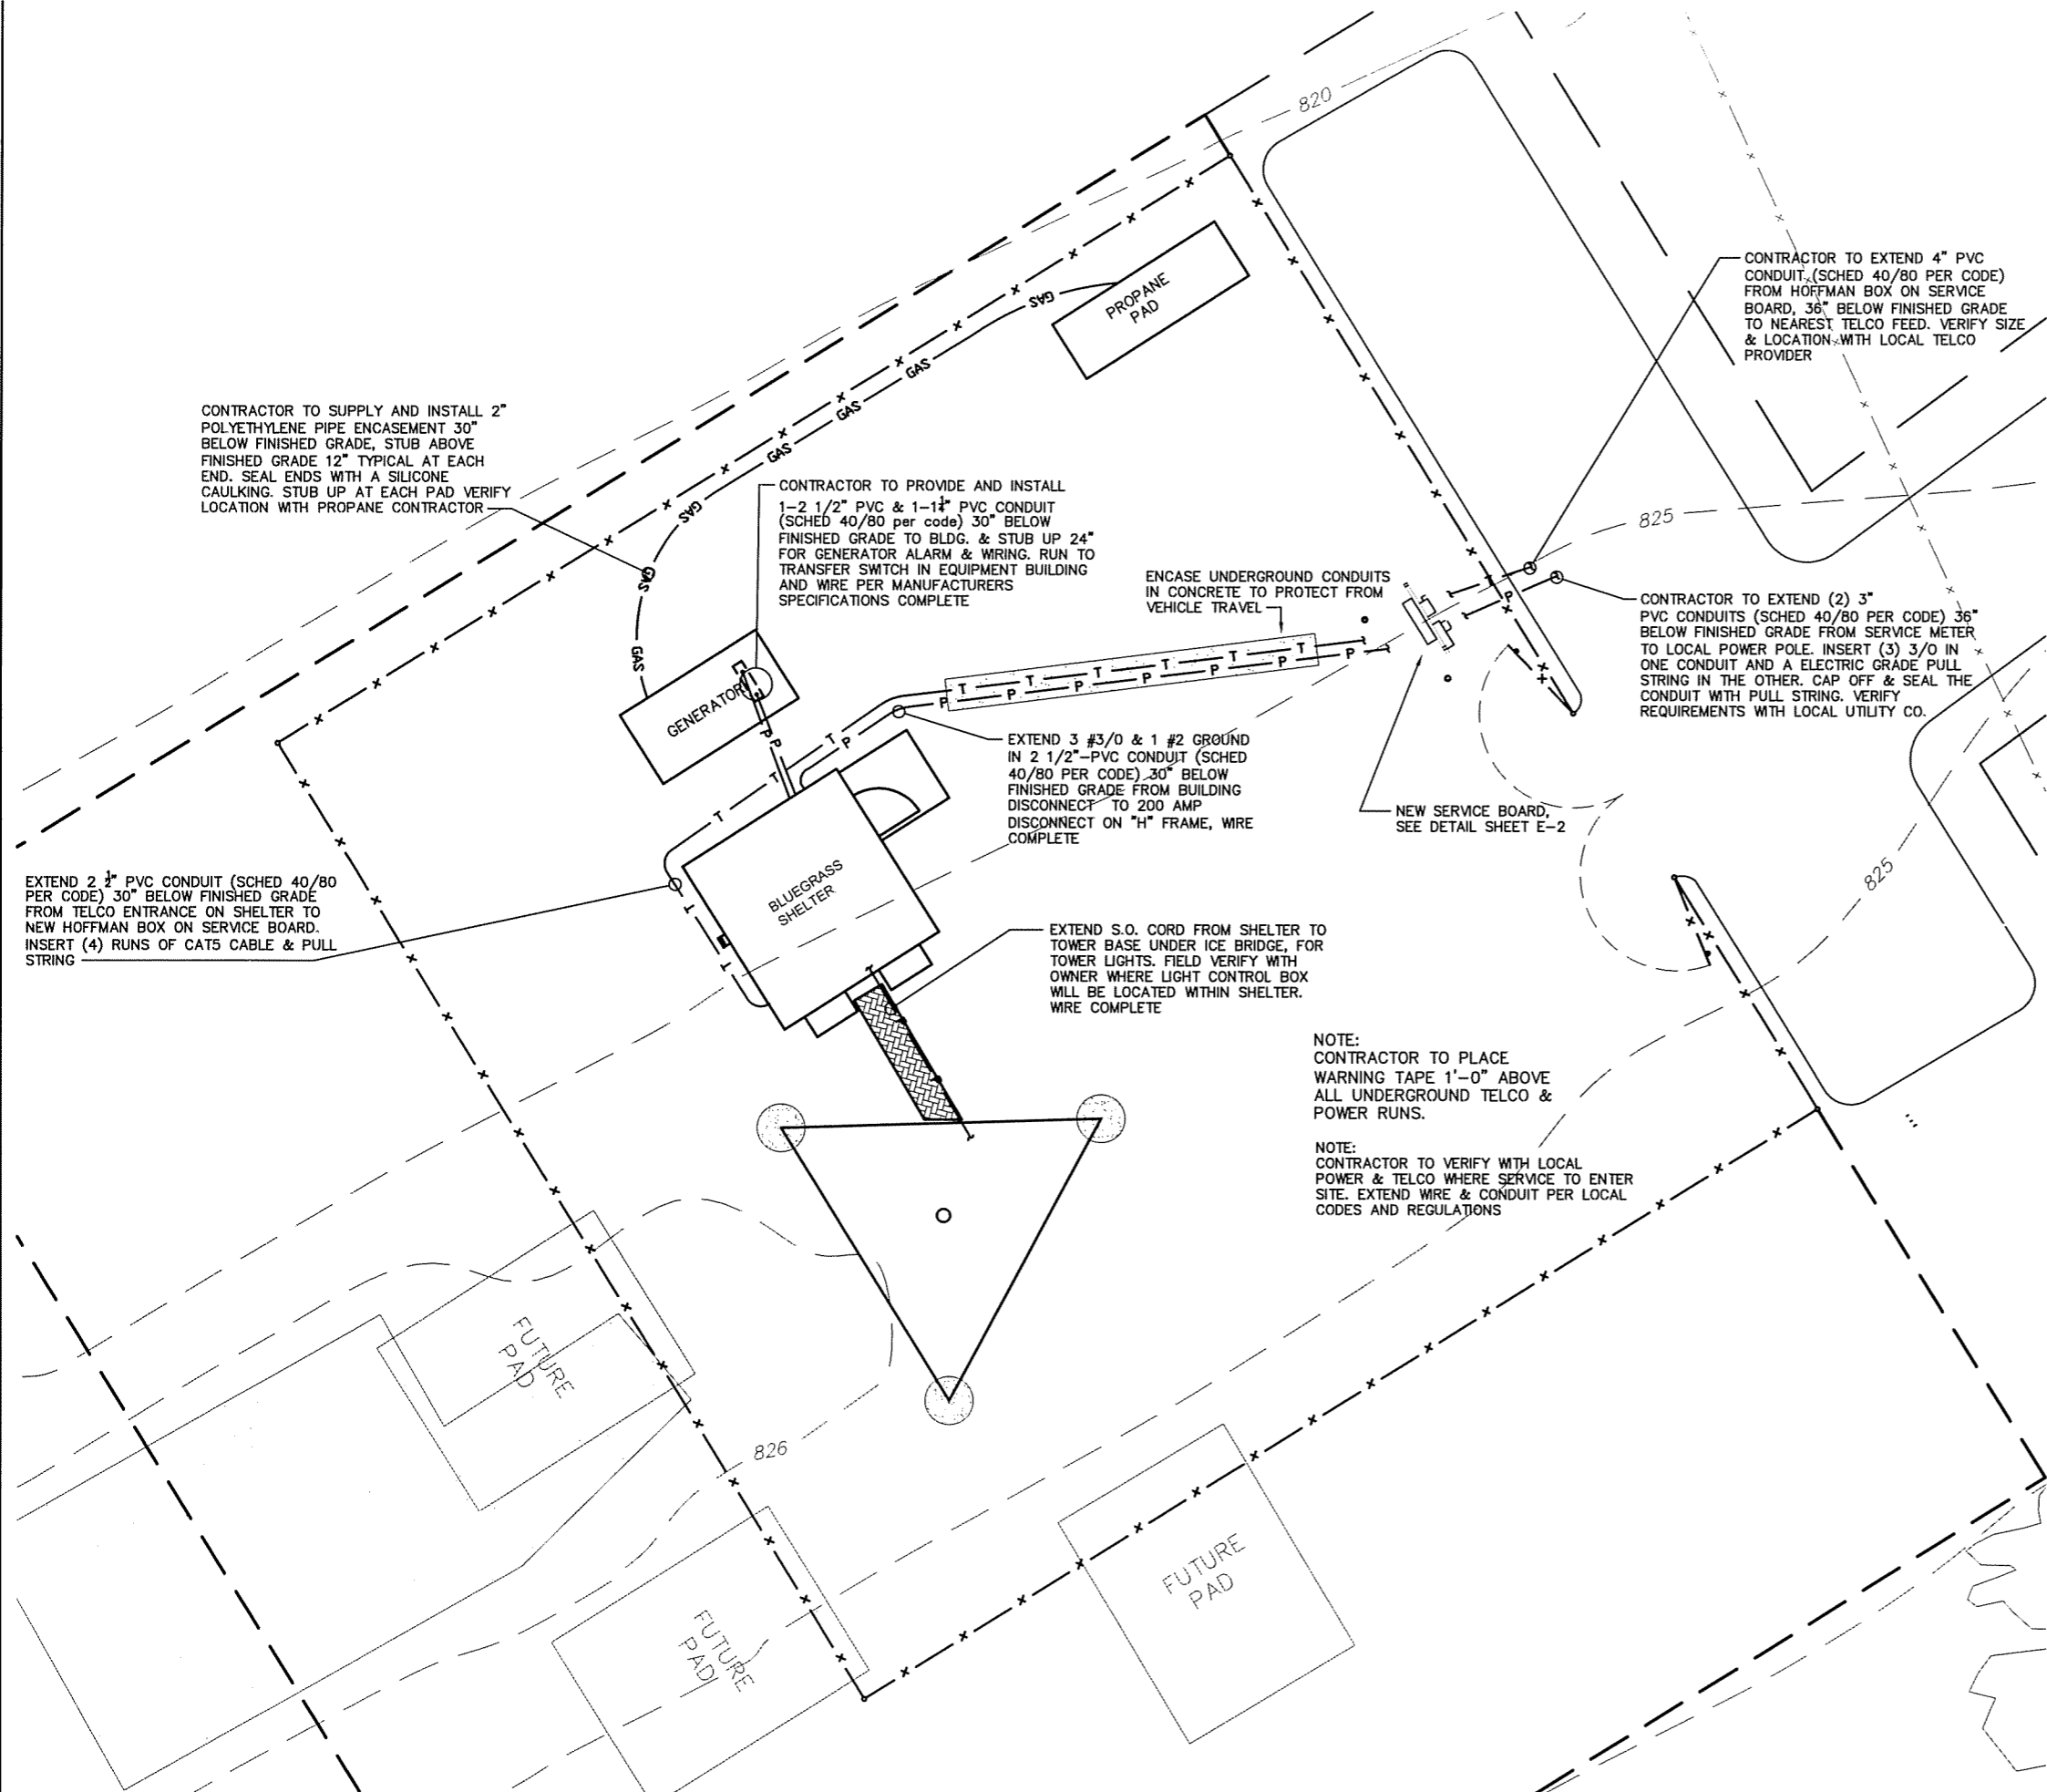 820
CONTRACTOR TO EXTEND 4" PVC
CONDUIT (SCHED 40/80 PER CODE)
FROM HOFFMAN BOX ON SERVICE
BOARD, 36" BELOW FINISHED GRADE
TO NEAREST TELCO FEED. VERIFY SIZE
& LOCATION WITH LOCAL TELCO
PROVIDER
PROPANE
PAD
GAS
GAS
GAS
GAS
GAS
GAS
GAS
CONTRACTOR TO SUPPLY AND INSTALL 2"
POLYETHYLENE PIPE ENCASEMENT 30"
BELOW FINISHED GRADE, STUB ABOVE
FINISHED GRADE 12" TYPICAL AT EACH
END. SEAL ENDS WITH A SILICONE
CAULKING. STUB UP AT EACH PAD VERIFY
LOCATION WITH PROPANE CONTRACTOR
CONTRACTOR TO PROVIDE AND INSTALL
1-2 1/2" PVC & 1-1¼" PVC CONDUIT
(SCHED 40/80 per code) 30" BELOW
FINISHED GRADE TO BLDG. & STUB UP 24"
FOR GENERATOR ALARM & WIRING. RUN TO
TRANSFER SWITCH IN EQUIPMENT BUILDING
AND WIRE PER MANUFACTURERS
SPECIFICATIONS COMPLETE
825
ENCASE UNDERGROUND CONDUITS
IN CONCRETE TO PROTECT FROM
VEHICLE TRAVEL
CONTRACTOR TO EXTEND (2) 3"
PVC CONDUITS (SCHED 40/80 PER CODE) 36"
BELOW FINISHED GRADE FROM SERVICE METER
TO LOCAL POWER POLE. INSERT (3) 3/0 IN
ONE CONDUIT AND A ELECTRIC GRADE PULL
STRING IN THE OTHER. CAP OFF & SEAL THE
CONDUIT WITH PULL STRING. VERIFY
REQUIREMENTS WITH LOCAL UTILITY CO.
T
P
T T T T T T
P P P P P P
GENERATOR
P P
T P
T
T
EXTEND 3 #3/0 & 1 #2 GROUND
IN 2 1/2"-PVC CONDUIT (SCHED
40/80 PER CODE) 30" BELOW
FINISHED GRADE FROM BUILDING
DISCONNECT TO 200 AMP
DISCONNECT ON "H" FRAME, WIRE
COMPLETE
NEW SERVICE BOARD,
SEE DETAIL SHEET E-2
825
BLUEGRASS
SHELTER
T
T
T
EXTEND 2 ½" PVC CONDUIT (SCHED 40/80
PER CODE) 30" BELOW FINISHED GRADE
FROM TELCO ENTRANCE ON SHELTER TO
NEW HOFFMAN BOX ON SERVICE BOARD.
INSERT (4) RUNS OF CAT5 CABLE & PULL
STRING
EXTEND S.O. CORD FROM SHELTER TO
TOWER BASE UNDER ICE BRIDGE, FOR
TOWER LIGHTS. FIELD VERIFY WITH
OWNER WHERE LIGHT CONTROL BOX
WILL BE LOCATED WITHIN SHELTER.
WIRE COMPLETE
NOTE:
CONTRACTOR TO PLACE
WARNING TAPE 1'-0" ABOVE
ALL UNDERGROUND TELCO &
POWER RUNS.
NOTE:
CONTRACTOR TO VERIFY WITH LOCAL
POWER & TELCO WHERE SERVICE TO ENTER
SITE. EXTEND WIRE & CONDUIT PER LOCAL
CODES AND REGULATIONS
FUTURE
PAD
826
FUTURE
PAD
FUTURE
PAD